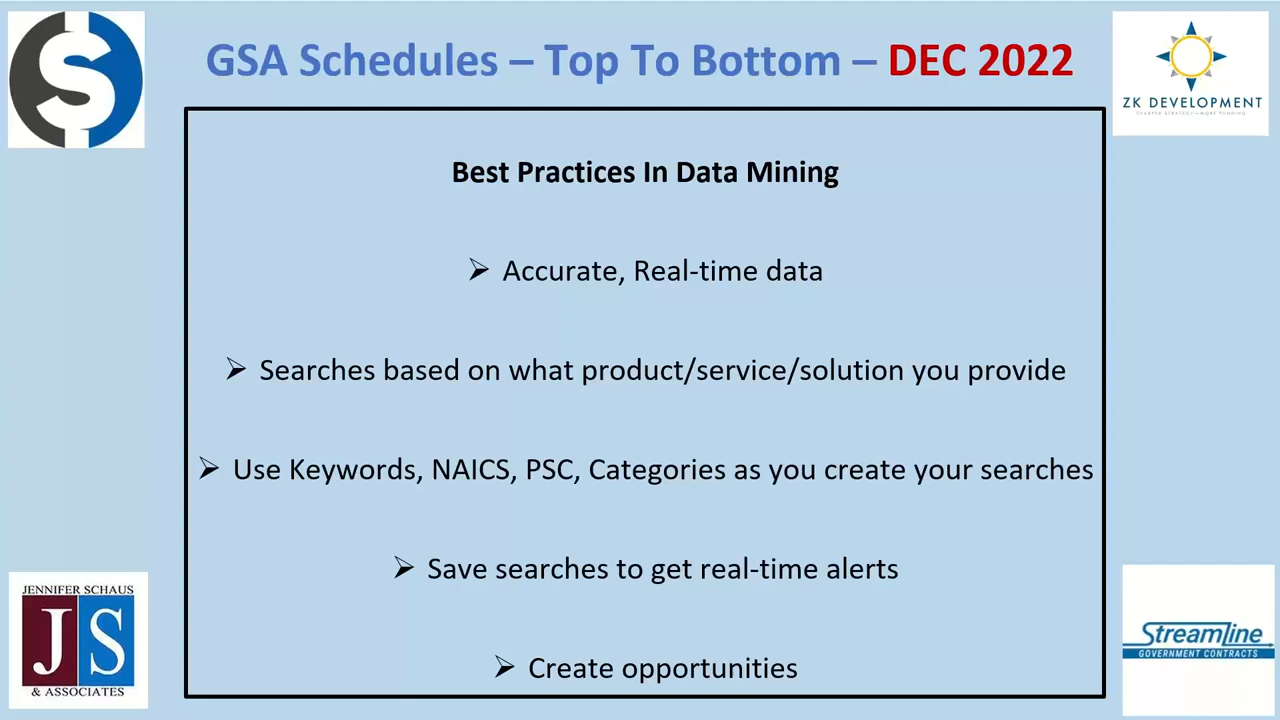 GSA Schedules – Top To Bottom – DEC 2022
S
ZK DEVELOPMENT
Best Practices In Data Mining
➢ Accurate, Real-time data
➢ Searches based on what product/service/solution you provide
➢ Use Keywords, NAICS, PSC, Categories as you create your searches
➢ Save searches to get real-time alerts
➢ Create opportunities
JENNIFER SCHAUS
JS
& ASSOCIATES
Streamline
GOVERNMENT CONTRACTS